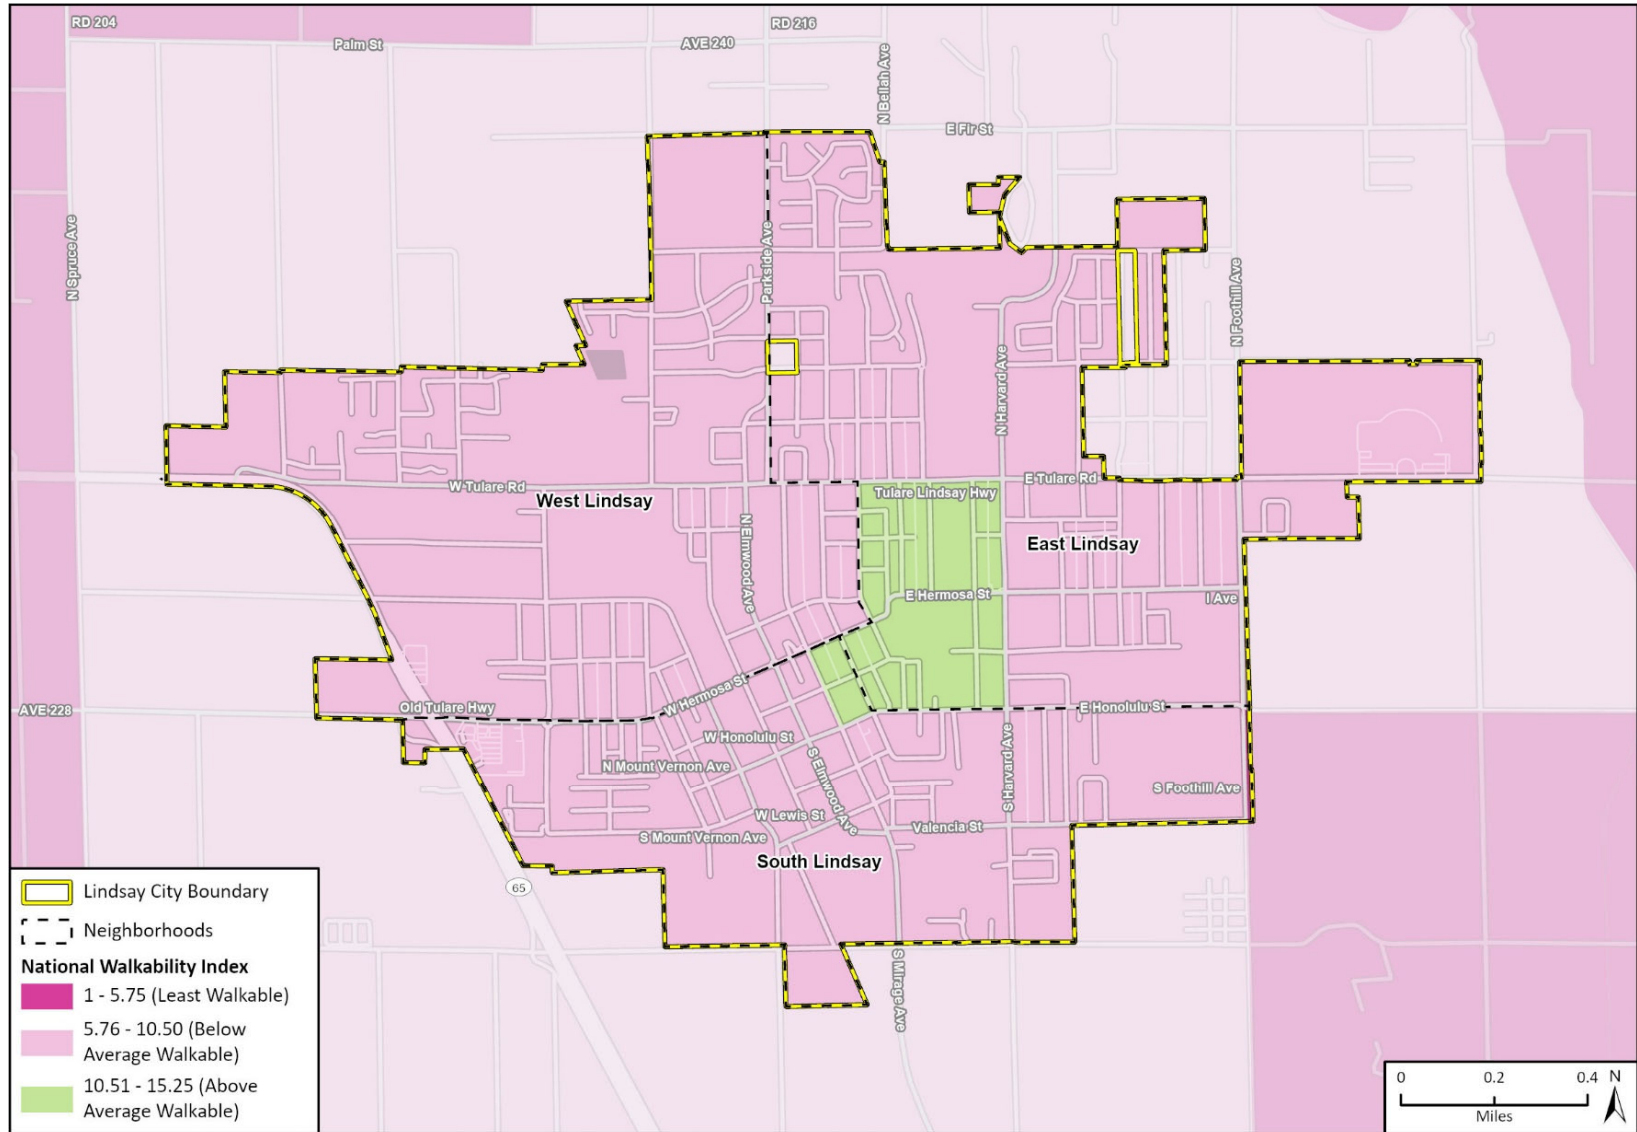 RD 204
RD 216
Palm St
AVE 240
N Bellah Ave
E Fir St
N Spruce Ave
Parkside Ave
N Foothill Ave
N Harvard Ave
W Tulare Rd
E Tulare Rd
Tulare Lindsay Hwy
West Lindsay
N Elmwood Ave
East Lindsay
E Hermosa St
I Ave
W Hermosa St
Old Tulare Hwy
AVE 228
E Honolulu St
W Honolulu St
N Mount Vernon Ave
S Elmwood Ave
S Harvard Ave
S Foothill Ave
W Lewis St
Valencia St
S Mount Vernon Ave
South Lindsay
65
S Mirage Ave
Lindsay City Boundary
Neighborhoods
National Walkability Index
1 - 5.75 (Least Walkable)
5.76 - 10.50 (Below
Average Walkable)
10.51 - 15.25 (Above
Average Walkable)
0 0.2 0.4 N
Miles